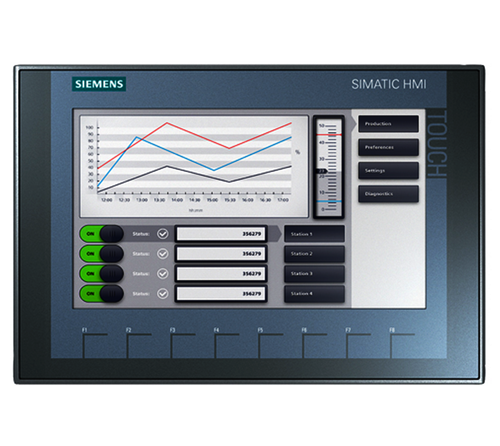 SIEMENS
SIMATIC HMI
TOUCH
Production
Preferences
Settings
Diagnostics
100
90
80
70
60
50
40
30
20
10
%
12:00 12:30 13:00 13:30 14:00 14:30 15:00 15:30 16:00 16:30 17:00
hh:mm
50
40
30
20
10
0
ON Status: 356279 Station 1
ON Status: 356279 Station 2
ON Status: 356279 Station 3
ON Status: 356279 Station 4
F1 F2 F3 F4 F5 F6 F7 F8